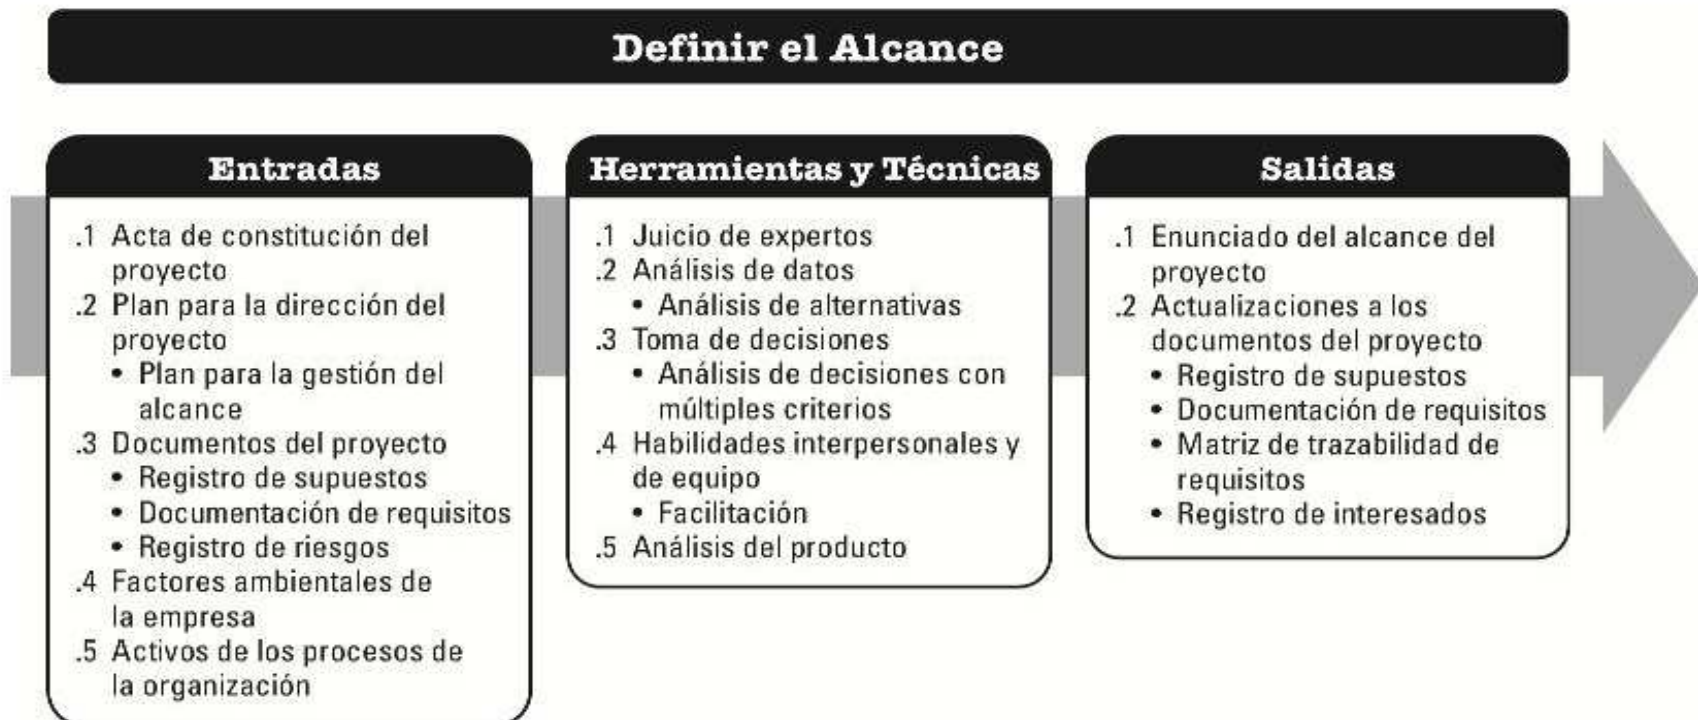 Definir el Alcance
Entradas
.1 Acta de constitución del
proyecto
.2 Plan para la dirección del
proyecto
• Plan para la gestión del
alcance
.3 Documentos del proyecto
• Registro de supuestos
• Documentación de requisitos
• Registro de riesgos
.4 Factores ambientales de
la empresa
.5 Activos de los procesos de
la organización
Herramientas y Técnicas
.1 Juicio de expertos
.2 Análisis de datos
• Análisis de alternativas
.3 Toma de decisiones
• Análisis de decisiones con
múltiples criterios
.4 Habilidades interpersonales y
de equipo
• Facilitación
.5 Análisis del producto
Salidas
.1 Enunciado del alcance del
proyecto
.2 Actualizaciones a los
documentos del proyecto
• Registro de supuestos
• Documentación de requisitos
• Matriz de trazabilidad de
requisitos
• Registro de interesados